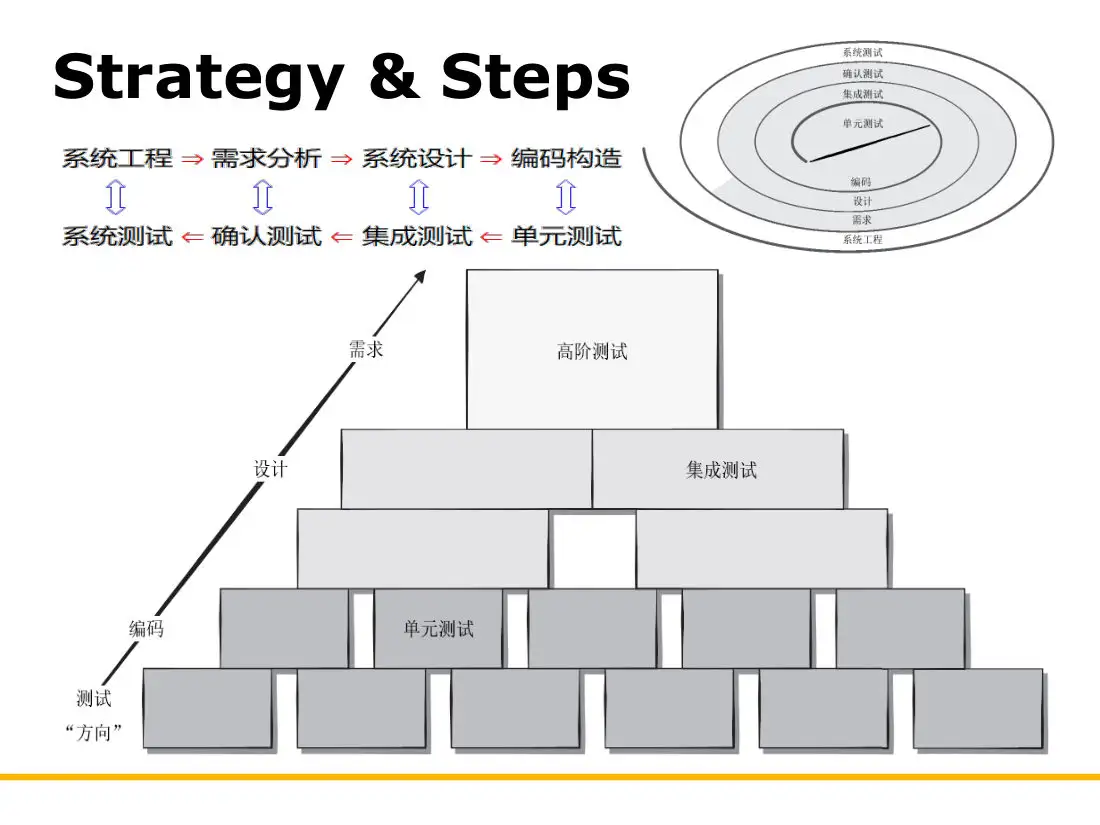 Strategy & Steps
系统工程 ⇒ 需求分析 ⇒ 系统设计 ⇒ 编码构造
系统测试 ⇐ 确认测试 ⇐ 集成测试 ⇐ 单元测试
系统测试
确认测试
集成测试
单元测试
编码
设计
需求
系统工程
需求
设计
编码
测试
“方向”
高阶测试
集成测试
单元测试